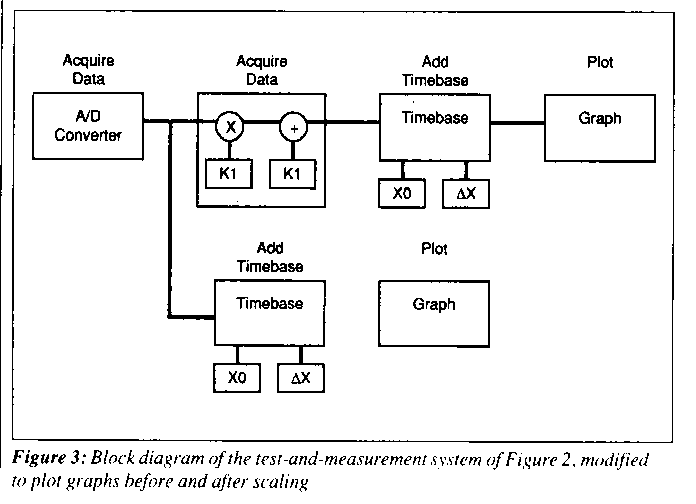 Acquire
Data
Acquire
Data
Add
Timebase
Plot
A/D
Converter
X
+
K1
K1
Timebase
X0
ΔX
Graph
Add
Timebase
Plot
Timebase
X0
ΔX
Graph
Figure 3: Block diagram of the test-and-measurement system of Figure 2, modified
to plot graphs before and after scaling